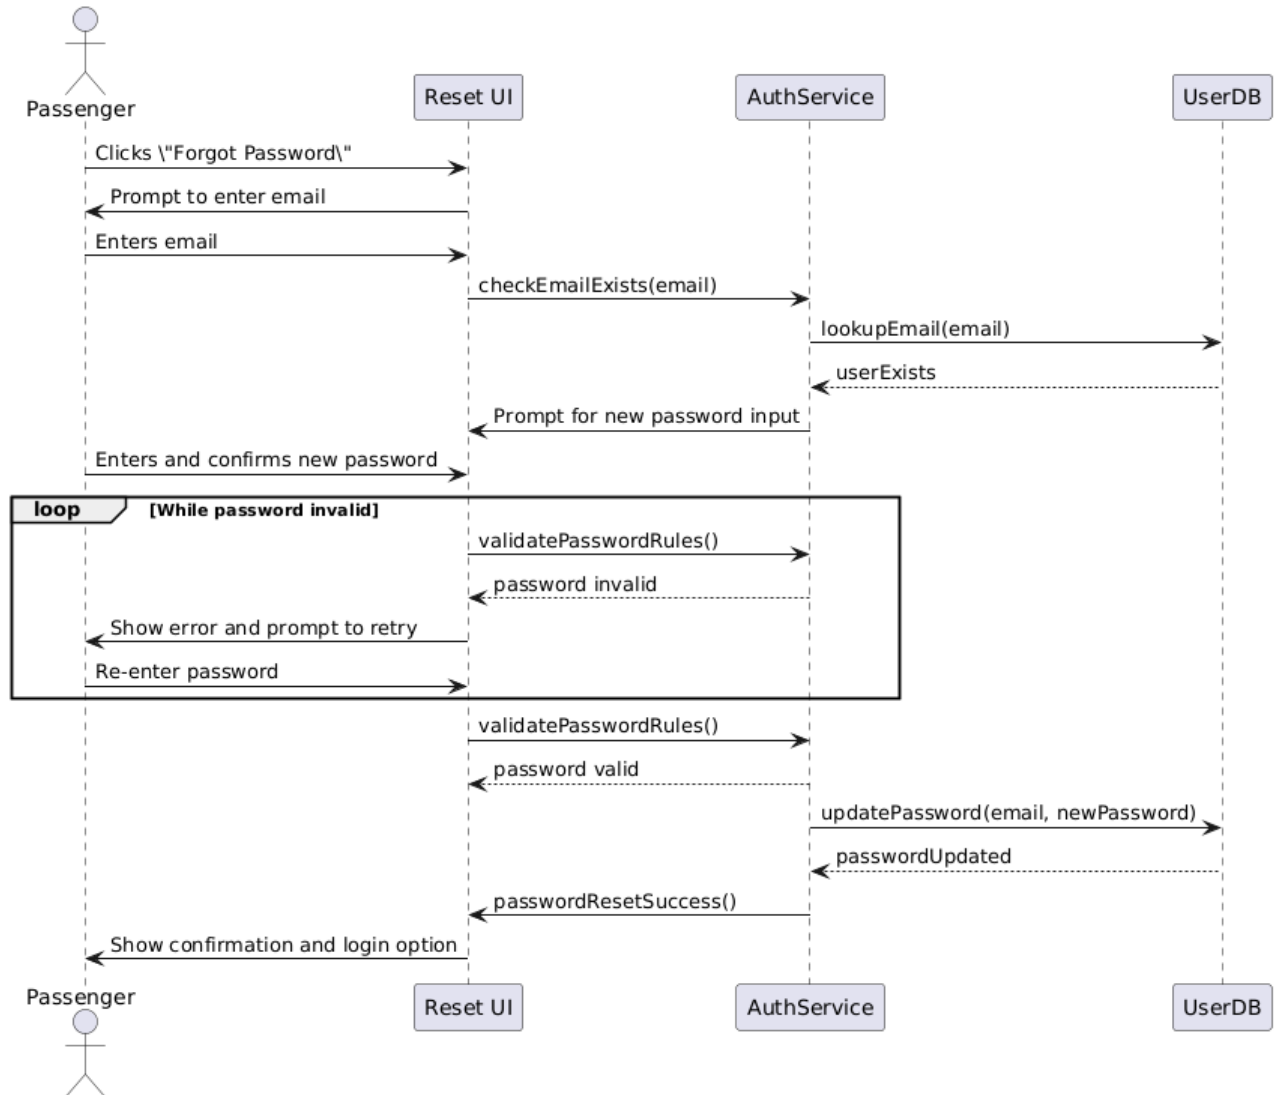 Passenger
Reset UI
AuthService
UserDB
Clicks \"Forgot Password\"
Prompt to enter email
Enters email
checkEmailExists(email)
lookupEmail(email)
userExists
Prompt for new password input
Enters and confirms new password
loop
[While password invalid]
validatePasswordRules()
password invalid
Show error and prompt to retry
Re-enter password
validatePasswordRules()
password valid
updatePassword(email, newPassword)
passwordUpdated
passwordResetSuccess()
Show confirmation and login option
Passenger
Reset UI
AuthService
UserDB